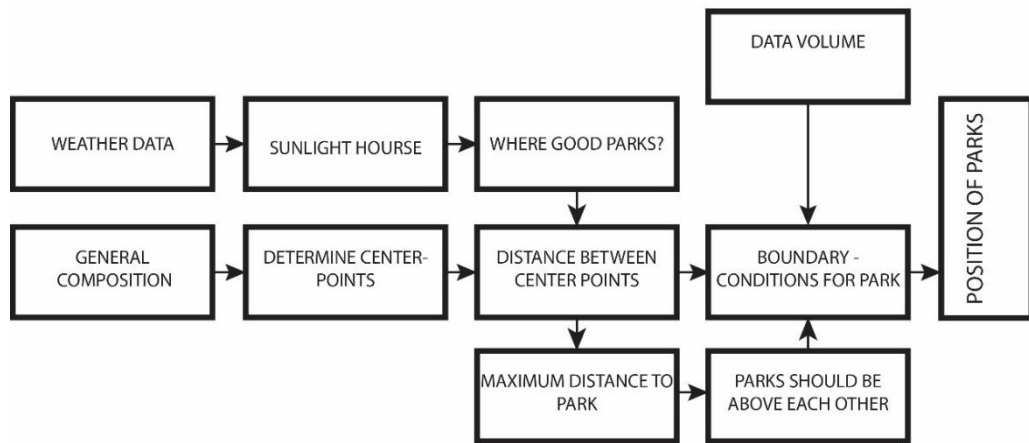 DATA VOLUME
WEATHER DATA
SUNLIGHT HOURSE
WHERE GOOD PARKS?
POSITION OF PARKS
GENERAL
COMPOSITION
DETERMINE CENTER-
POINTS
DISTANCE BETWEEN
CENTER POINTS
BOUNDARY -
CONDITIONS FOR PARK
MAXIMUM DISTANCE TO
PARK
PARKS SHOULD BE
ABOVE EACH OTHER